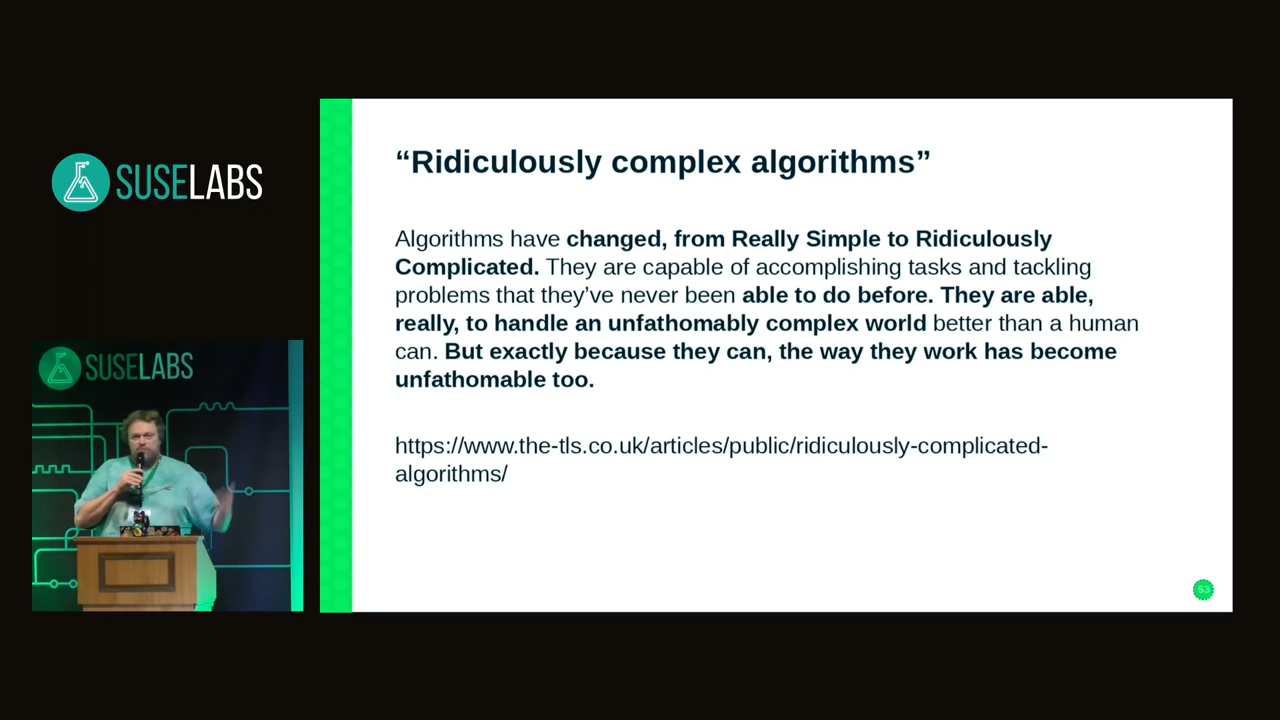 SUSELABS
SUSELABS
“Ridiculously complex algorithms”
Algorithms have changed, from Really Simple to Ridiculously
Complicated. They are capable of accomplishing tasks and tackling
problems that they’ve never been able to do before. They are able,
really, to handle an unfathomably complex world better than a human
can. But exactly because they can, the way they work has become
unfathomable too.
https://www.the-tls.co.uk/articles/public/ridiculously-complicated-
algorithms/
53